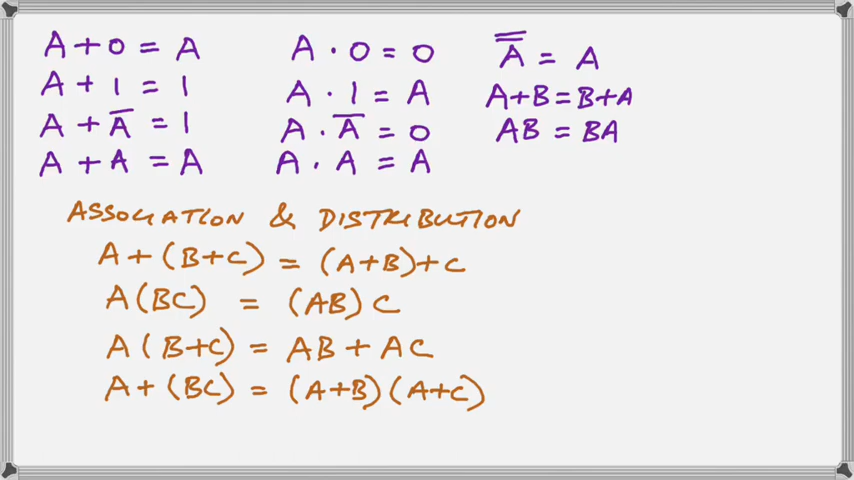 A + 0 = A
A + 1 = 1
A + A̅ = 1
A + A = A
A · 0 = 0
A · 1 = A
A · A̅ = 0
A · A = A
A̿ = A
A+B = B+A
AB = BA
ASSOCIATION & DISTRIBUTION
A + (B+C) = (A+B)+C
A(BC) = (AB)C
A(B+C) = AB + AC
A+(BC) = (A+B)(A+C)